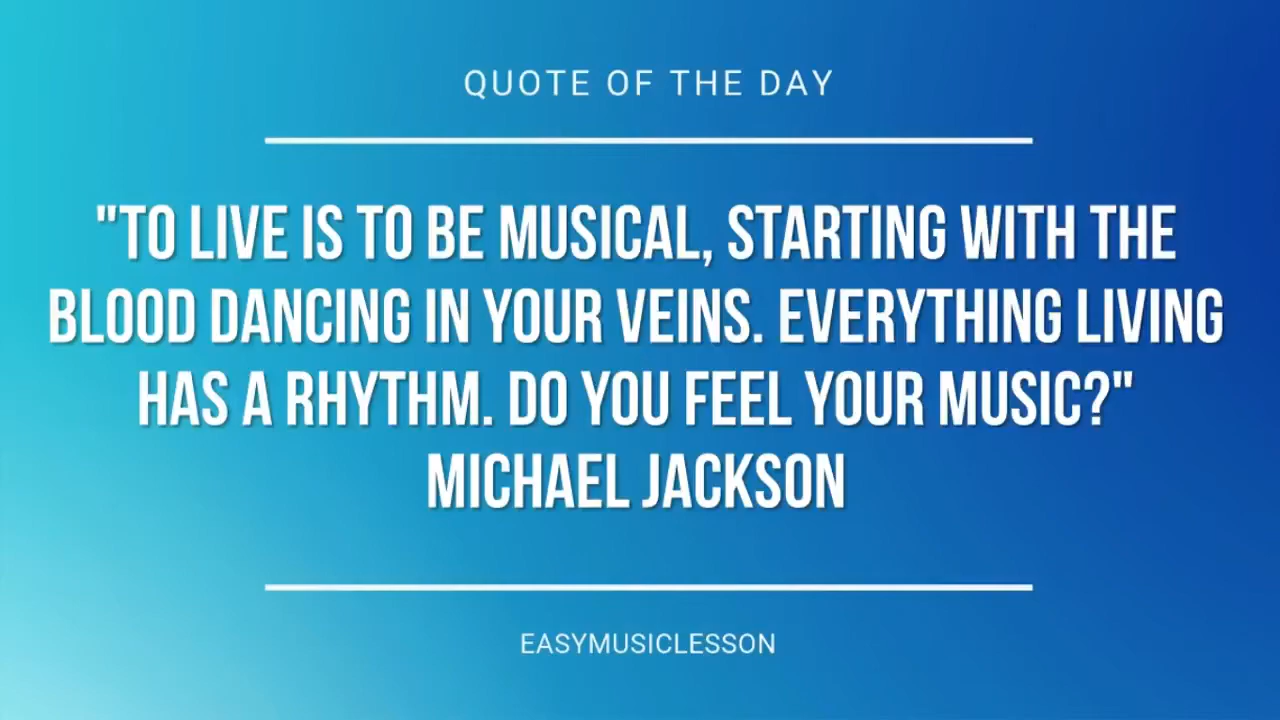 QUOTE OF THE DAY
"TO LIVE IS TO BE MUSICAL, STARTING WITH THE
BLOOD DANCING IN YOUR VEINS. EVERYTHING LIVING
HAS A RHYTHM. DO YOU FEEL YOUR MUSIC?"
MICHAEL JACKSON
EASYMUSICLESSON